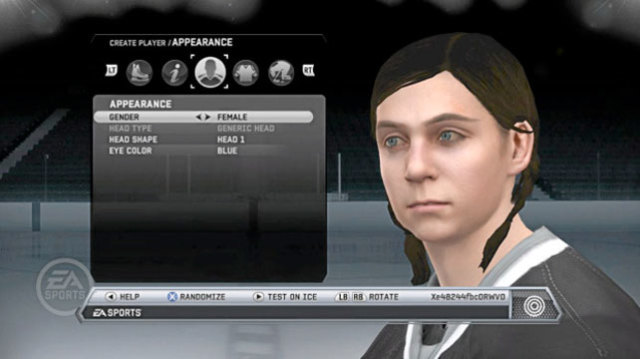 CREATE PLAYER / APPEARANCE
LT RT
APPEARANCE
GENDER FEMALE
HEAD TYPE GENERIC HEAD
HEAD SHAPE HEAD 1
EYE COLOR BLUE
EA
SPORTS
HELP X RANDOMIZE TEST ON ICE LB RB ROTATE Xe48244fbc0RWV0
EA SPORTS